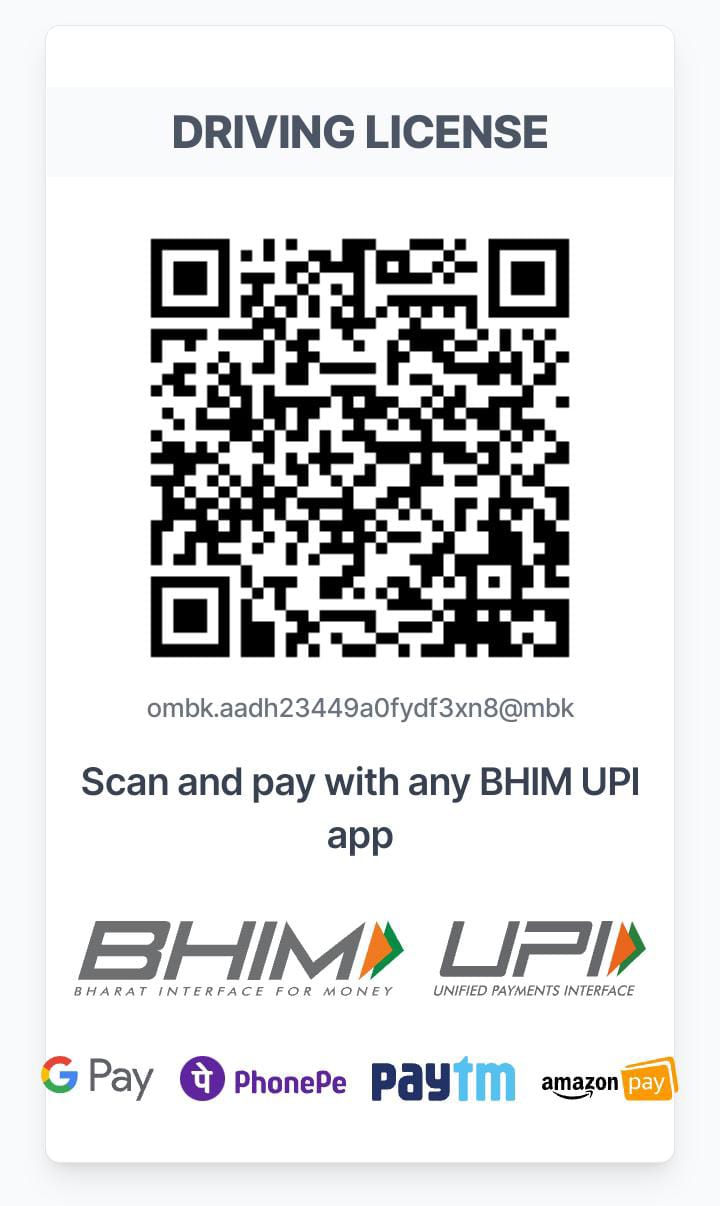 DRIVING LICENSE
ombk.aadh23449a0fydf3xn8@mbk
Scan and pay with any BHIM UPI
app
BHIM UPI
BHARAT INTERFACE FOR MONEY UNIFIED PAYMENTS INTERFACE
G Pay पे PhonePe paytm amazon pay